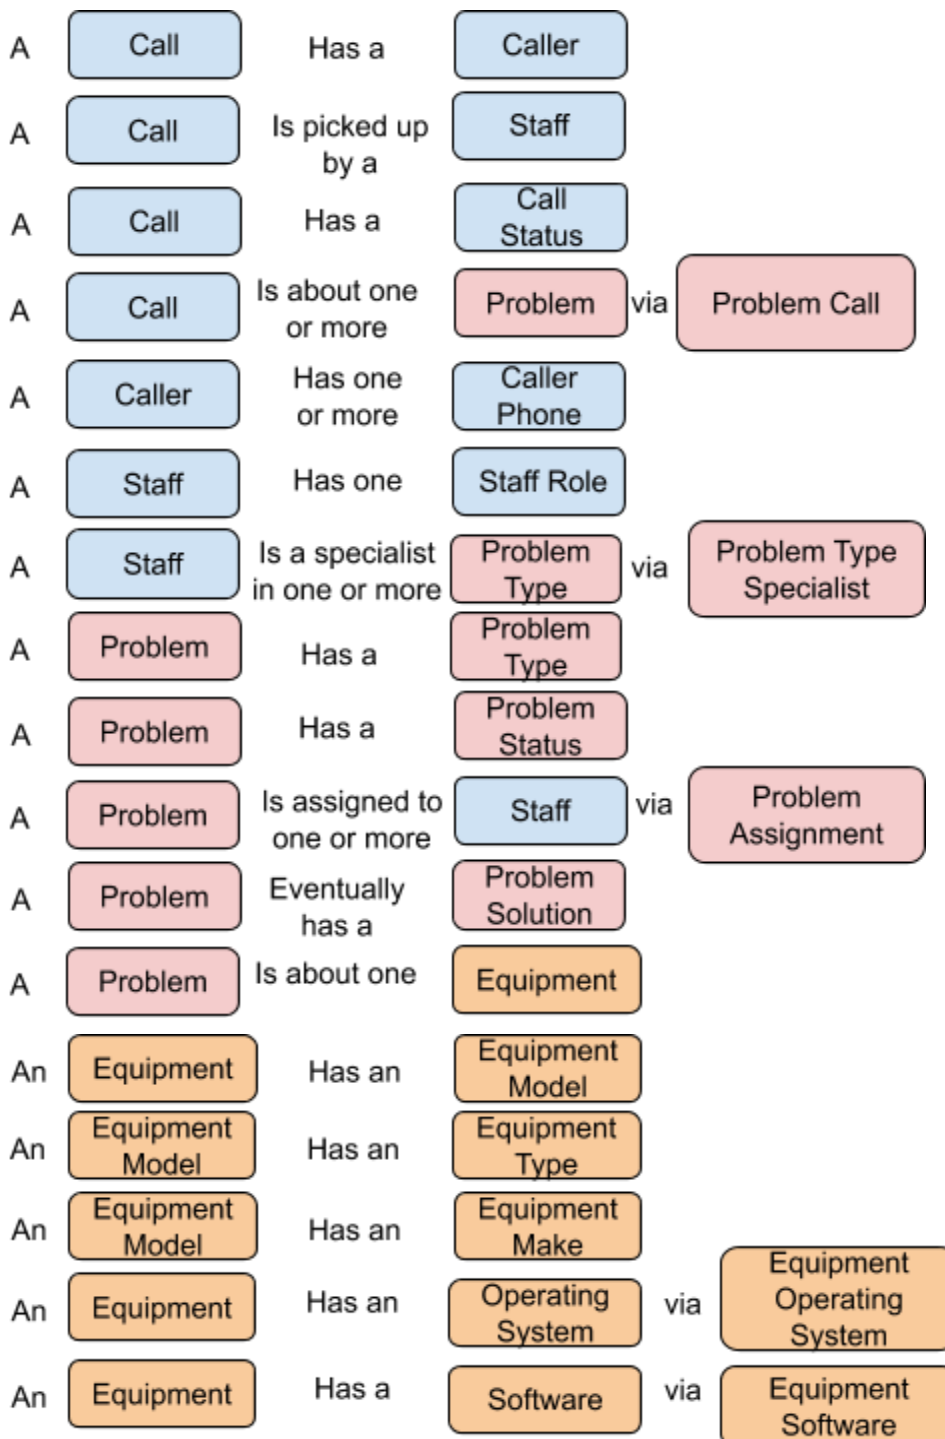 A Call Has a Caller
A Call Is picked up by a Staff
A Call Has a Call Status
A Call Is about one or more Problem via Problem Call
A Caller Has one or more Caller Phone
A Staff Has one Staff Role
A Staff Is a specialist in one or more Problem Type via Problem Type Specialist
A Problem Has a Problem Type
A Problem Has a Problem Status
A Problem Is assigned to one or more Staff via Problem Assignment
A Problem Eventually has a Problem Solution
A Problem Is about one Equipment
An Equipment Has an Equipment Model
An Equipment Model Has an Equipment Type
An Equipment Model Has an Equipment Make
An Equipment Has an Operating System via Equipment Operating System
An Equipment Has a Software via Equipment Software